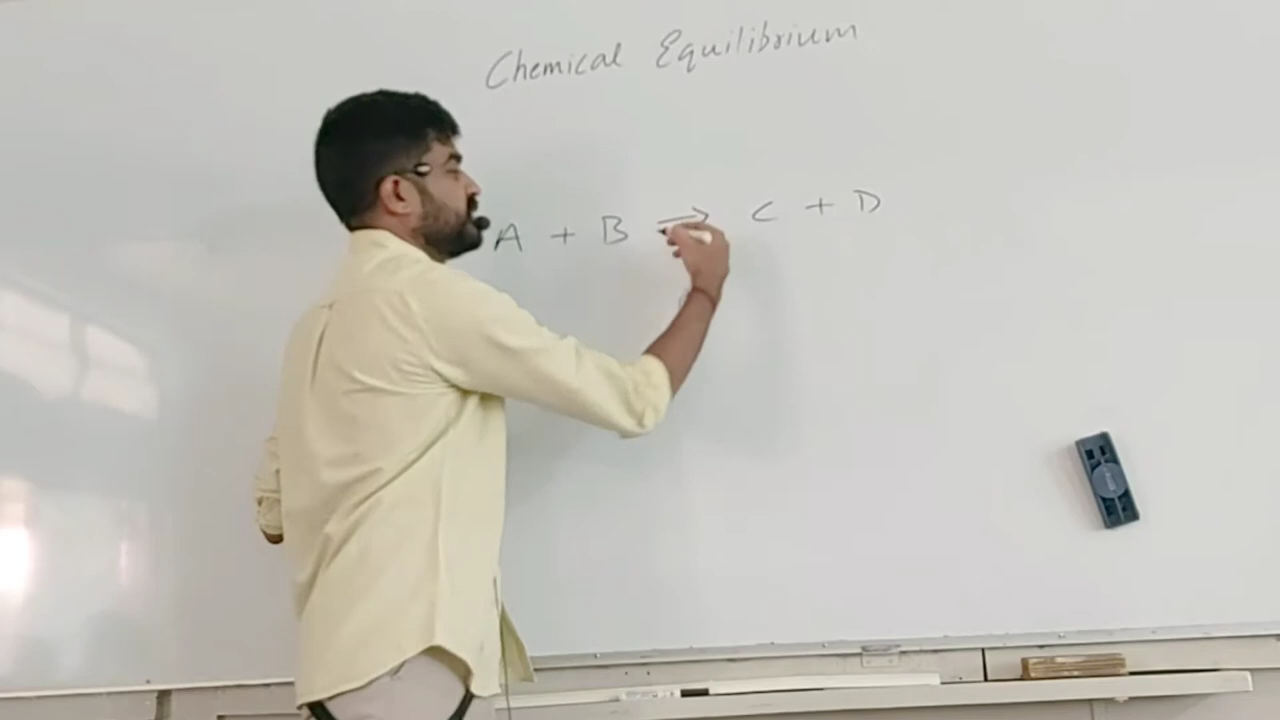 Chemical Equilibrium
A + B ⇌ C + D